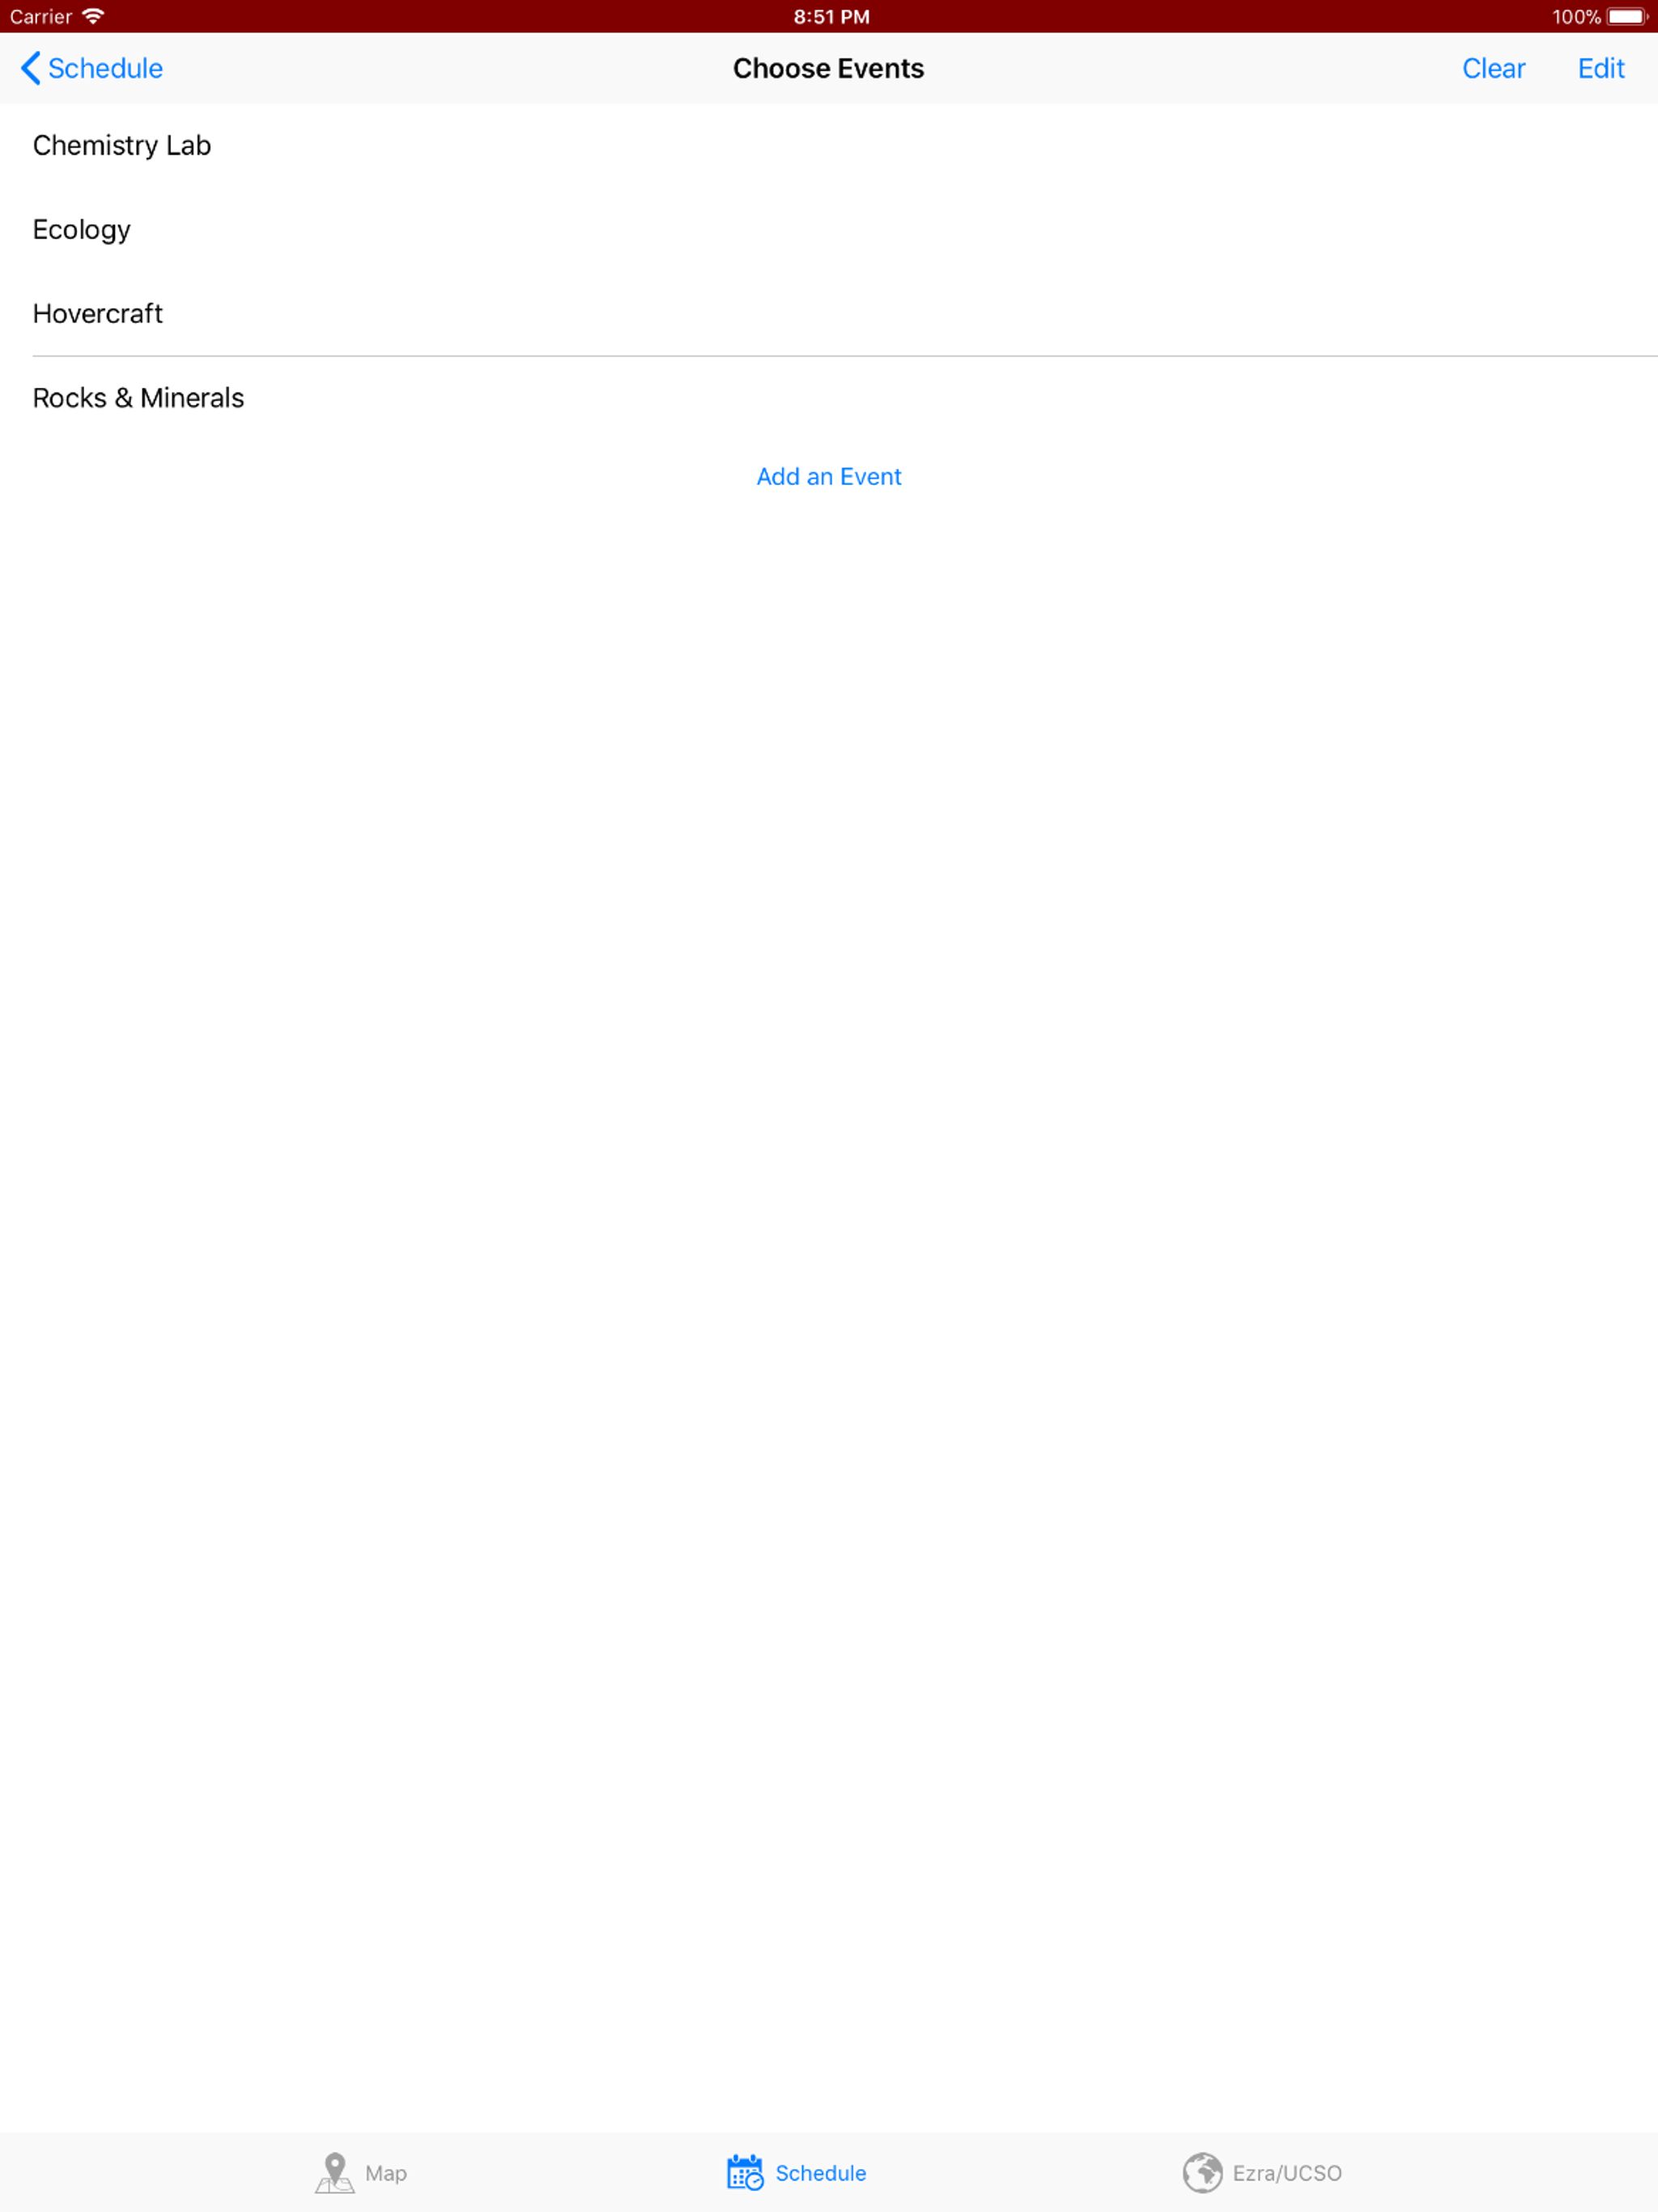 Carrier 8:51 PM 100%
Schedule Choose Events Clear Edit
Chemistry Lab
Ecology
Hovercraft
Rocks & Minerals
Add an Event
Map Schedule Ezra/UCSO